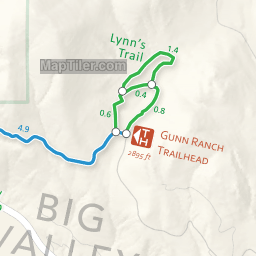 Lynn's
Trail
1.4
MapTiler.com
0.4
0.6
0.8
4.9
TH
Gunn Ranch
Trailhead
2895 ft
BIG
VALLEY